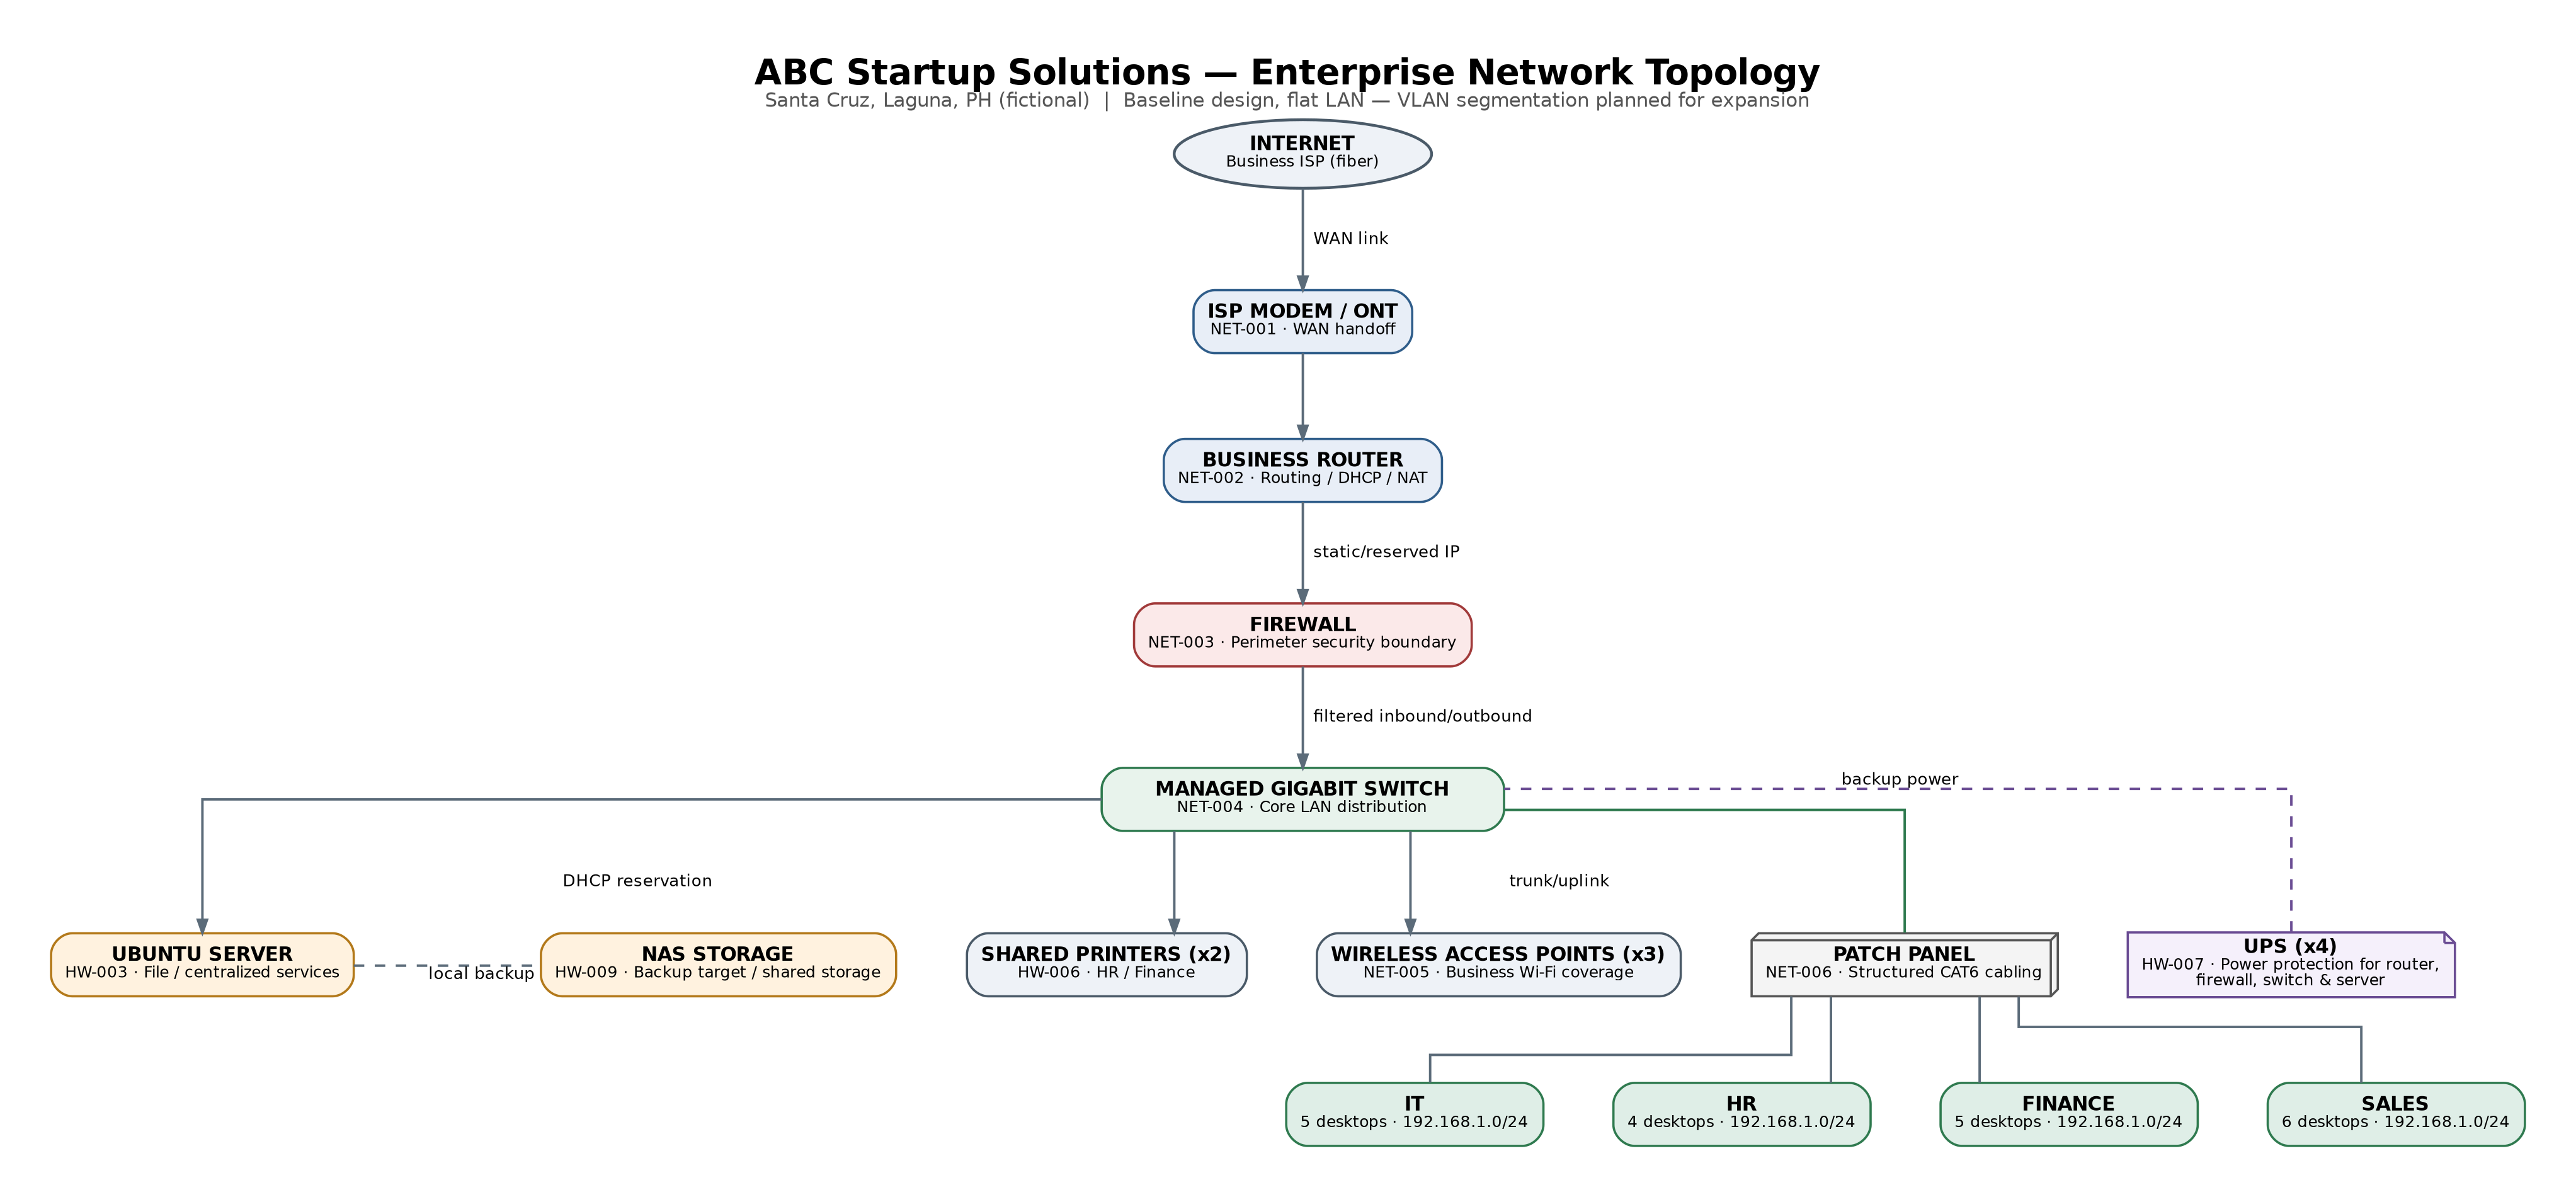 ABC Startup Solutions — Enterprise Network Topology
Santa Cruz, Laguna, PH (fictional) | Baseline design, flat LAN — VLAN segmentation planned for expansion
INTERNET
Business ISP (fiber)
WAN link
ISP MODEM / ONT
NET-001 · WAN handoff
BUSINESS ROUTER
NET-002 · Routing / DHCP / NAT
static/reserved IP
FIREWALL
NET-003 · Perimeter security boundary
filtered inbound/outbound
MANAGED GIGABIT SWITCH
NET-004 · Core LAN distribution
backup power
DHCP reservation
trunk/uplink
UBUNTU SERVER
HW-003 · File / centralized services
local backup
NAS STORAGE
HW-009 · Backup target / shared storage
SHARED PRINTERS (x2)
HW-006 · HR / Finance
WIRELESS ACCESS POINTS (x3)
NET-005 · Business Wi-Fi coverage
PATCH PANEL
NET-006 · Structured CAT6 cabling
UPS (x4)
HW-007 · Power protection for router,
firewall, switch & server
IT
5 desktops · 192.168.1.0/24
HR
4 desktops · 192.168.1.0/24
FINANCE
5 desktops · 192.168.1.0/24
SALES
6 desktops · 192.168.1.0/24